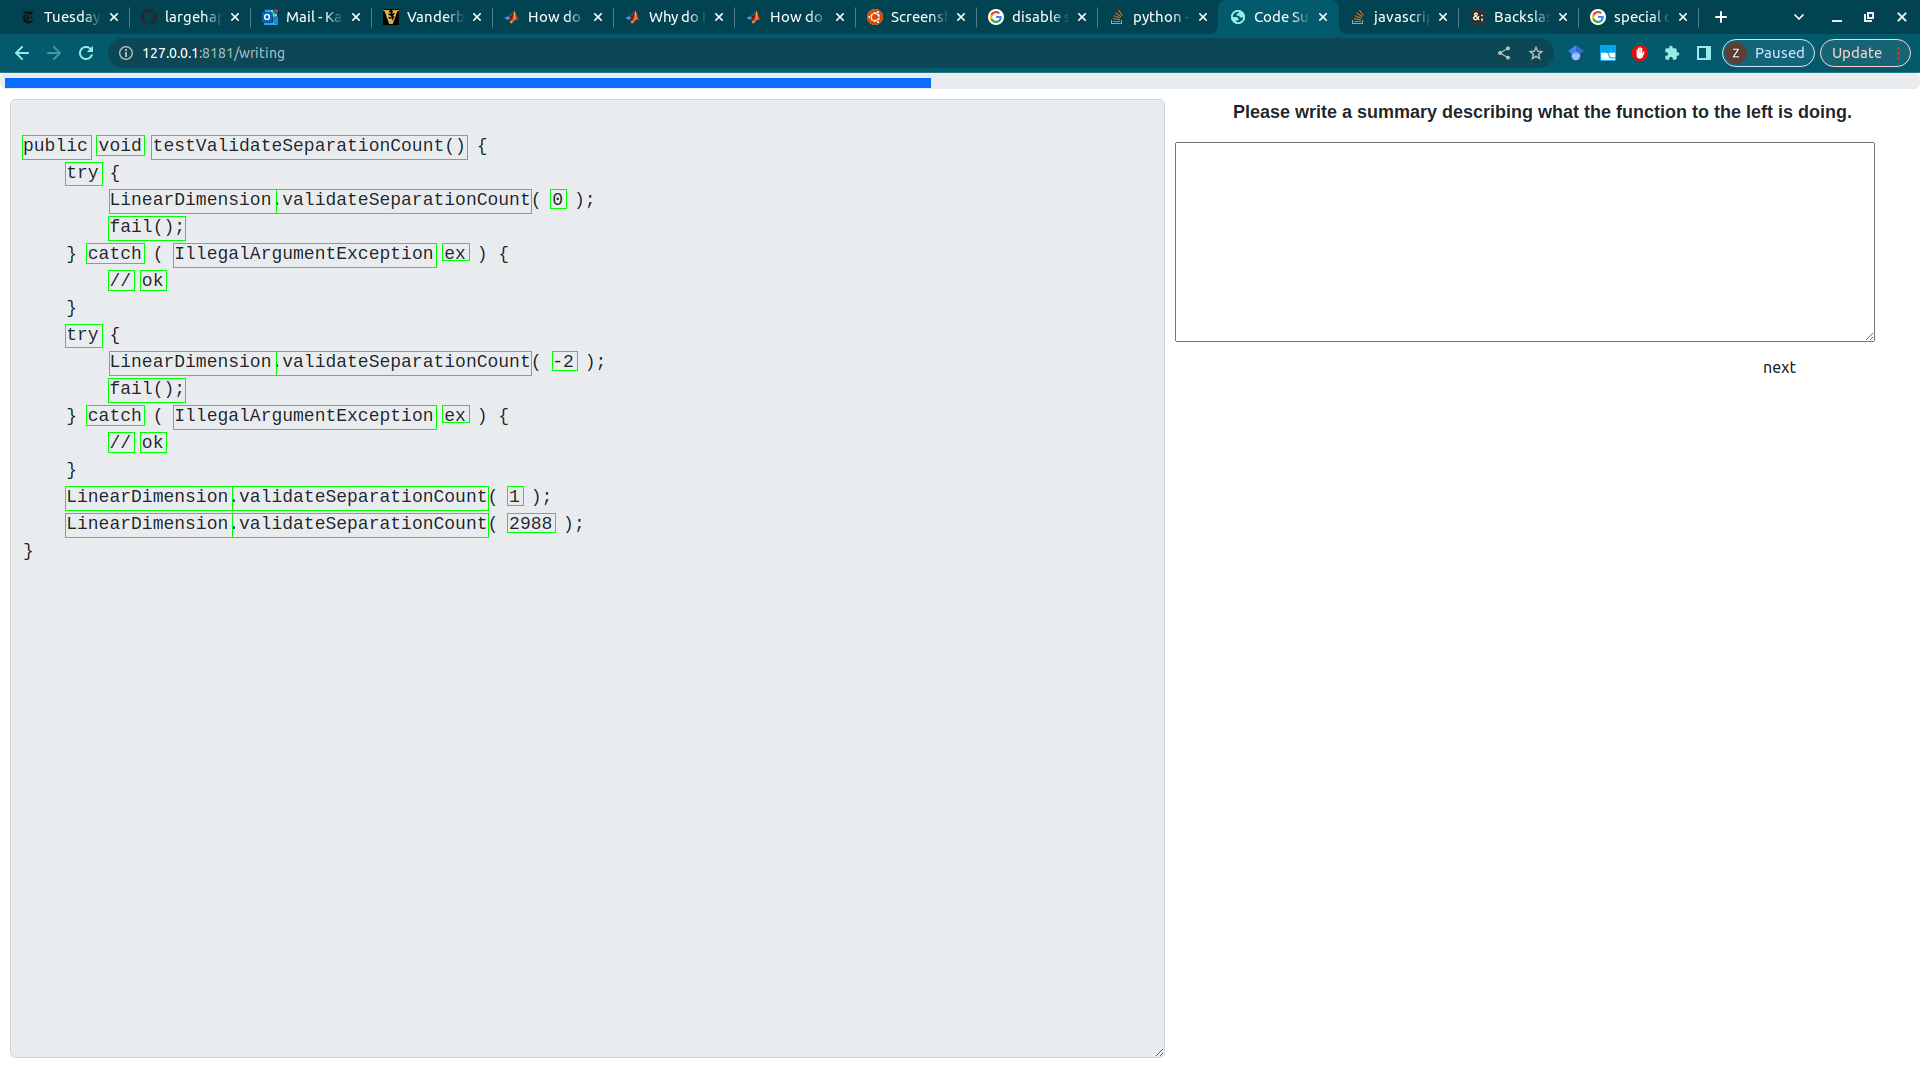 Tuesday
largehap
Mail - Ka
Vanderb
How do
Why do
How do
Screens
disable s
python -
Code Su
javascrip
Backslas
special c
127.0.0.1:8181/writing
Z Paused
Update
Please write a summary describing what the function to the left is doing.
public void testValidateSeparationCount() {
try {
LinearDimension.validateSeparationCount( 0 );
fail();
} catch ( IllegalArgumentException ex ) {
// ok
}
try {
LinearDimension.validateSeparationCount( -2 );
fail();
} catch ( IllegalArgumentException ex ) {
// ok
}
LinearDimension.validateSeparationCount( 1 );
LinearDimension.validateSeparationCount( 2988 );
}
next